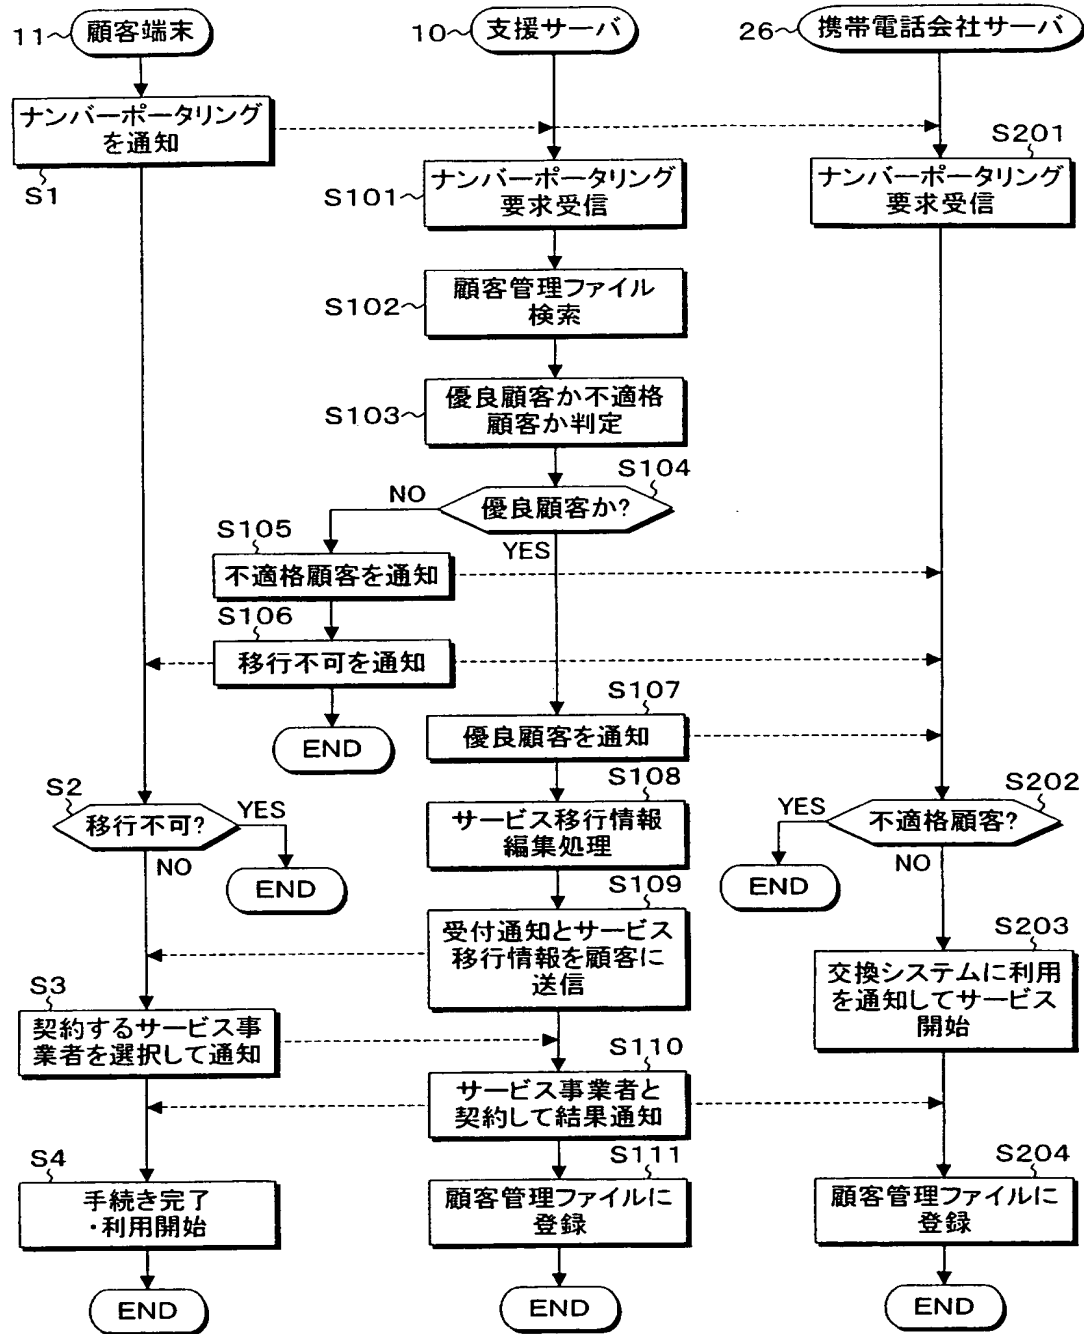 11 顧客端末
10 支援サーバ
26 携帯電話会社サーバ
ナンバーポータリング
を通知
S1
S101
ナンバーポータリング
要求受信
S201
ナンバーポータリング
要求受信
S102
顧客管理ファイル
検索
S103
優良顧客か不適格
顧客か判定
S104
優良顧客か?
NO
YES
S105
不適格顧客を通知
S106
移行不可を通知
END
S107
優良顧客を通知
S2
移行不可?
YES
NO
END
S108
サービス移行情報
編集処理
S202
不適格顧客?
YES
NO
END
S109
受付通知とサービス
移行情報を顧客に
送信
S203
交換システムに利用
を通知してサービス
開始
S3
契約するサービス事
業者を選択して通知
S110
サービス事業者と
契約して結果通知
S4
手続き完了
・利用開始
S111
顧客管理ファイルに
登録
S204
顧客管理ファイルに
登録
END
END
END